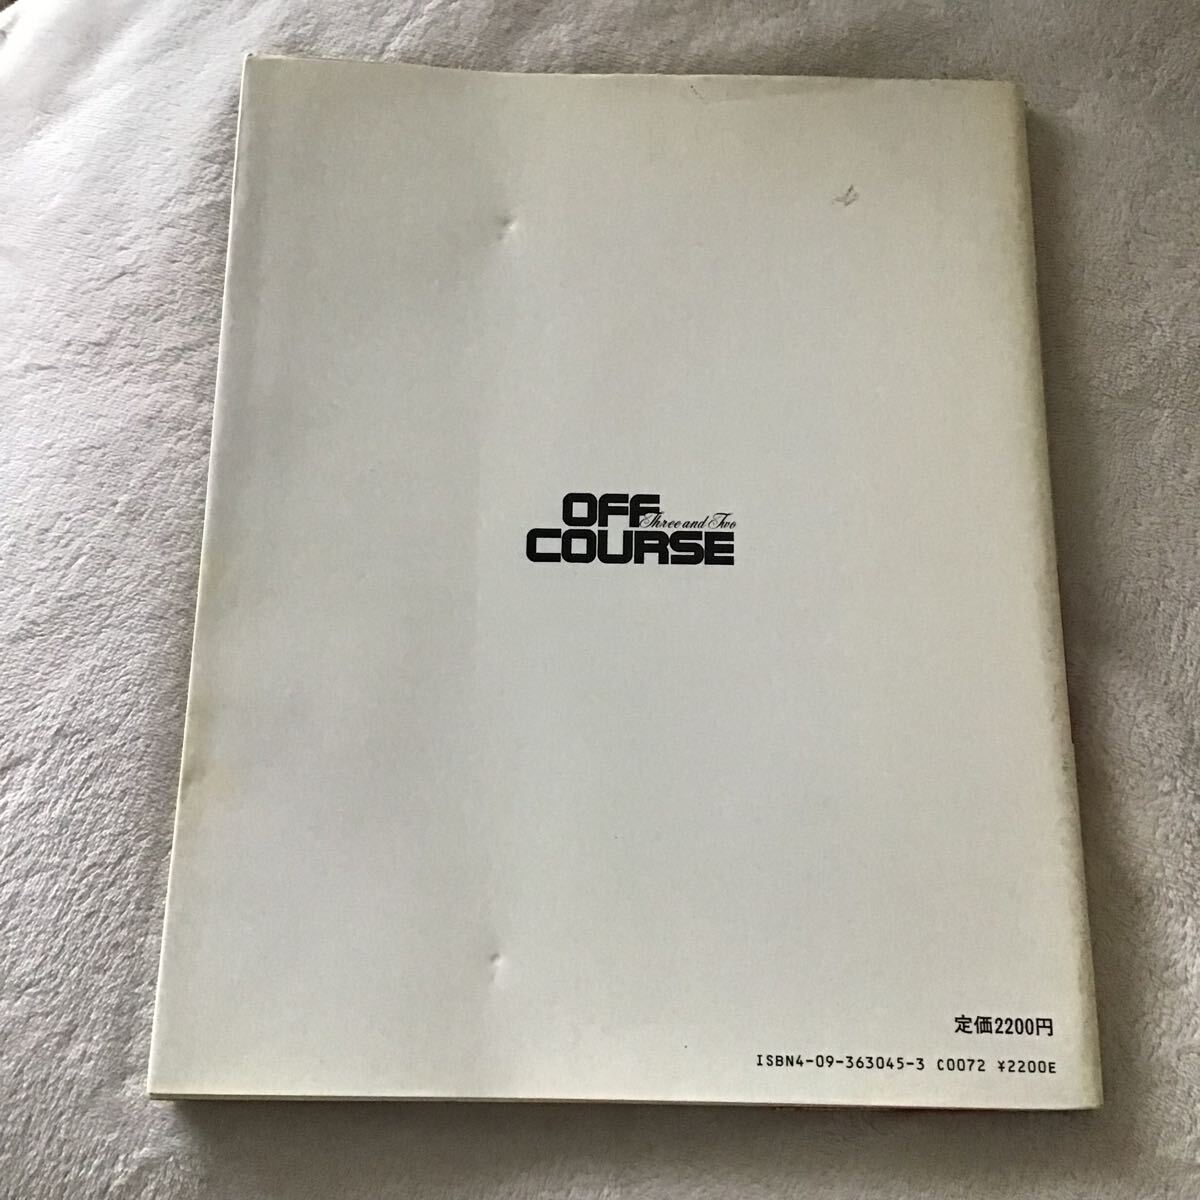 OFF
Three and Two
COURSE
定価2200円
ISBN4-09-363045-3 C0072 ¥2200E